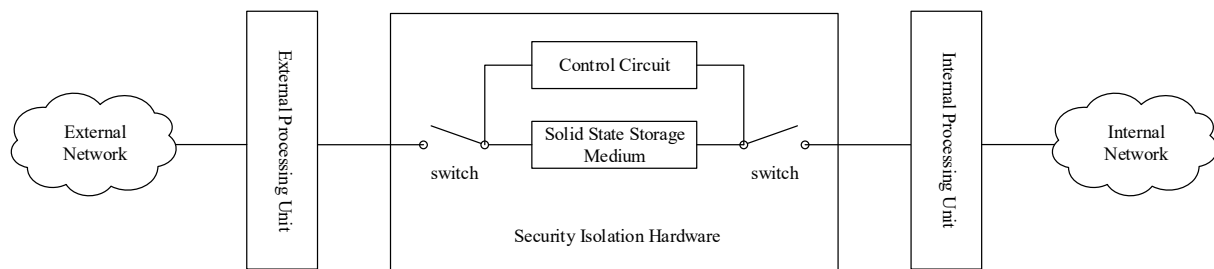 External
Network
External Processing Unit
Control Circuit
Solid State Storage
Medium
switch
switch
Security Isolation Hardware
Internal Processing Unit
Internal
Network